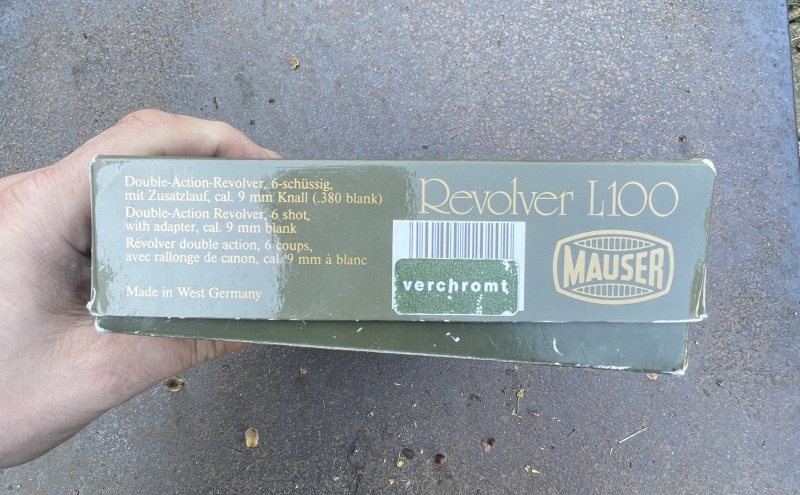 Double-Action-Revolver, 6-schüssig,
mit Zusatzlauf, cal. 9 mm Knall (.380 blank)
Double-Action Revolver, 6 shot,
with adapter, cal. 9 mm blank
Révolver double action, 6 coups,
avec rallonge de canon, cal. 9 mm à blanc
Made in West Germany
Revolver L100
MAUSER
verchromt